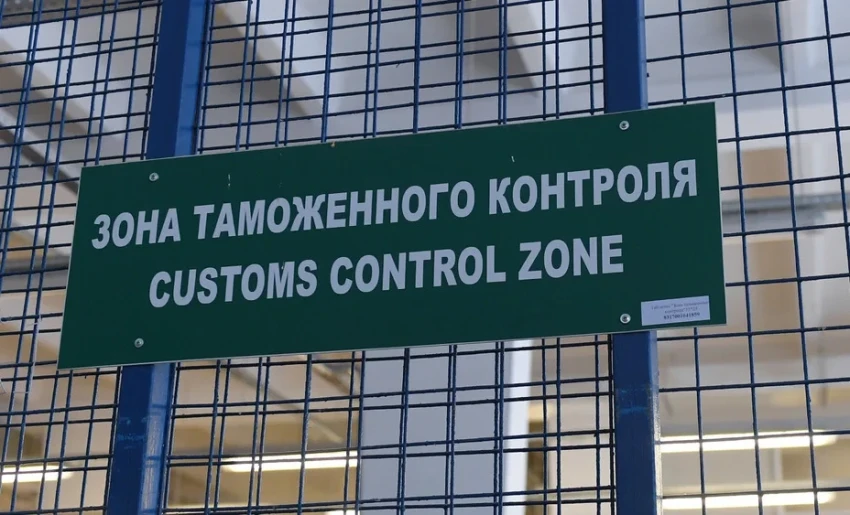 ЗОНА ТАМОЖЕННОГО КОНТРОЛЯ
CUSTOMS CONTROL ZONE